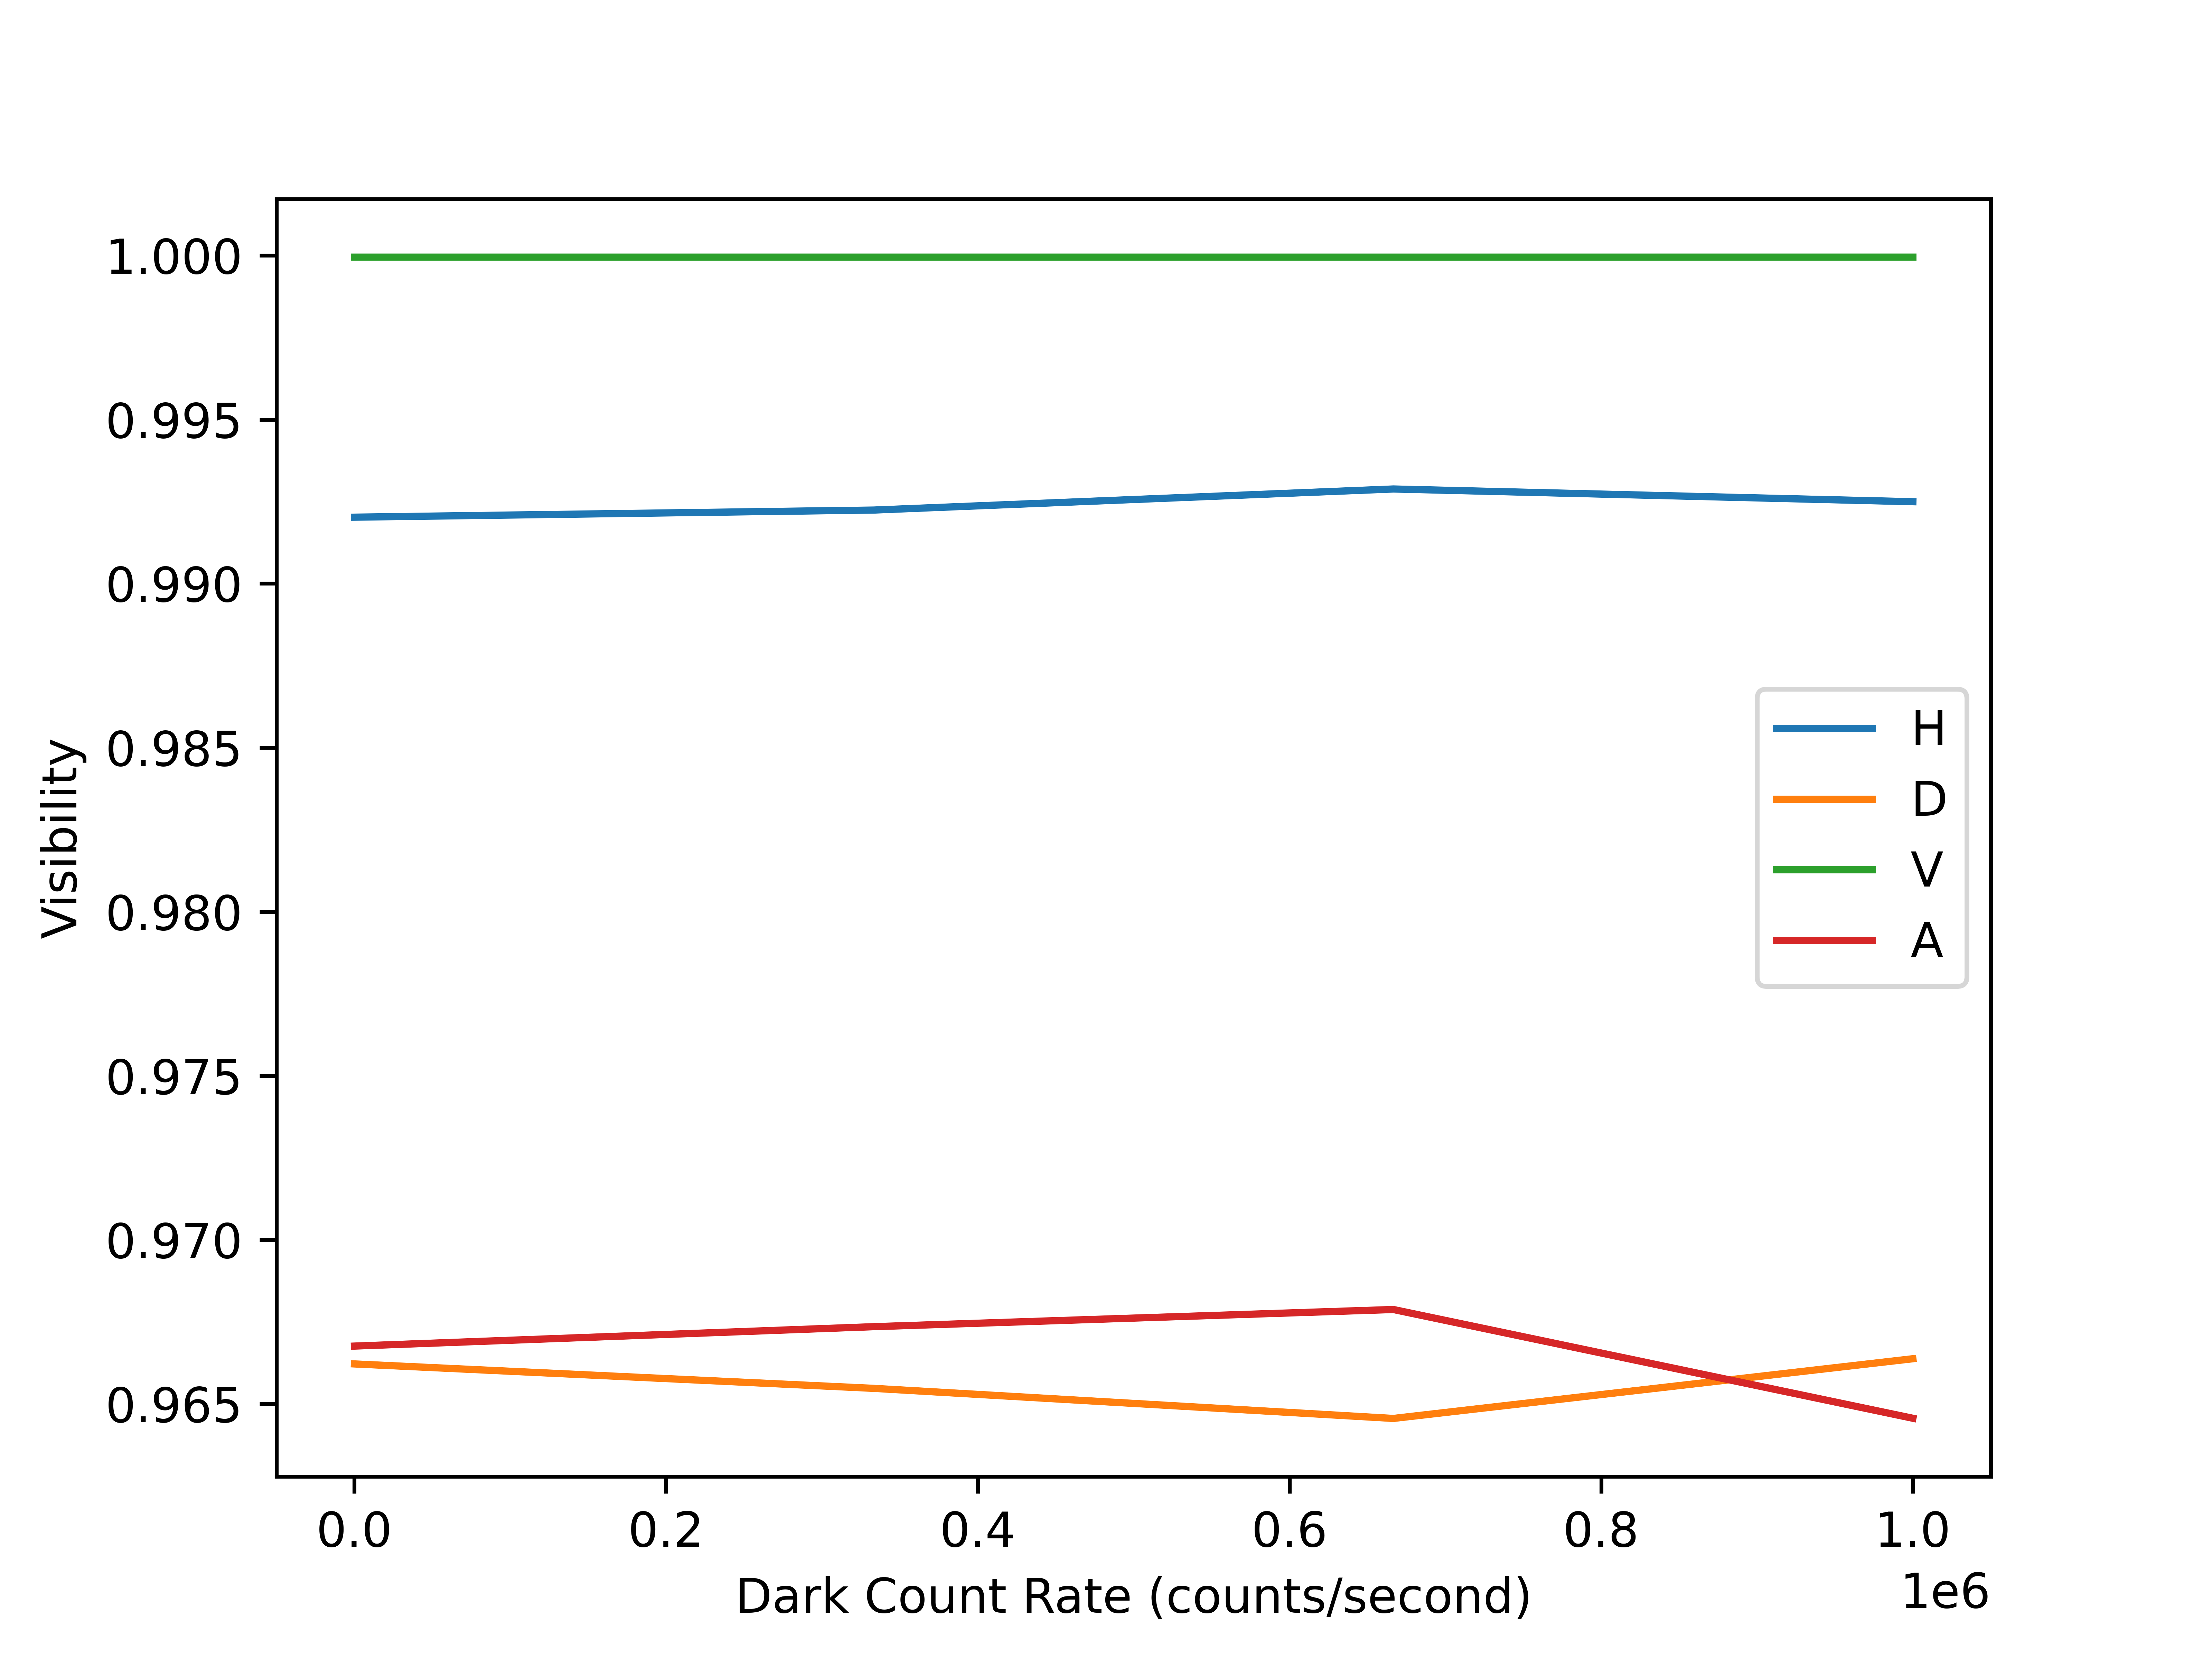 1.000
0.995
0.990
0.985
0.980
0.975
0.970
0.965
Visibility
H
D
V
A
0.0 0.2 0.4 0.6 0.8 1.0
1e6
Dark Count Rate (counts/second)